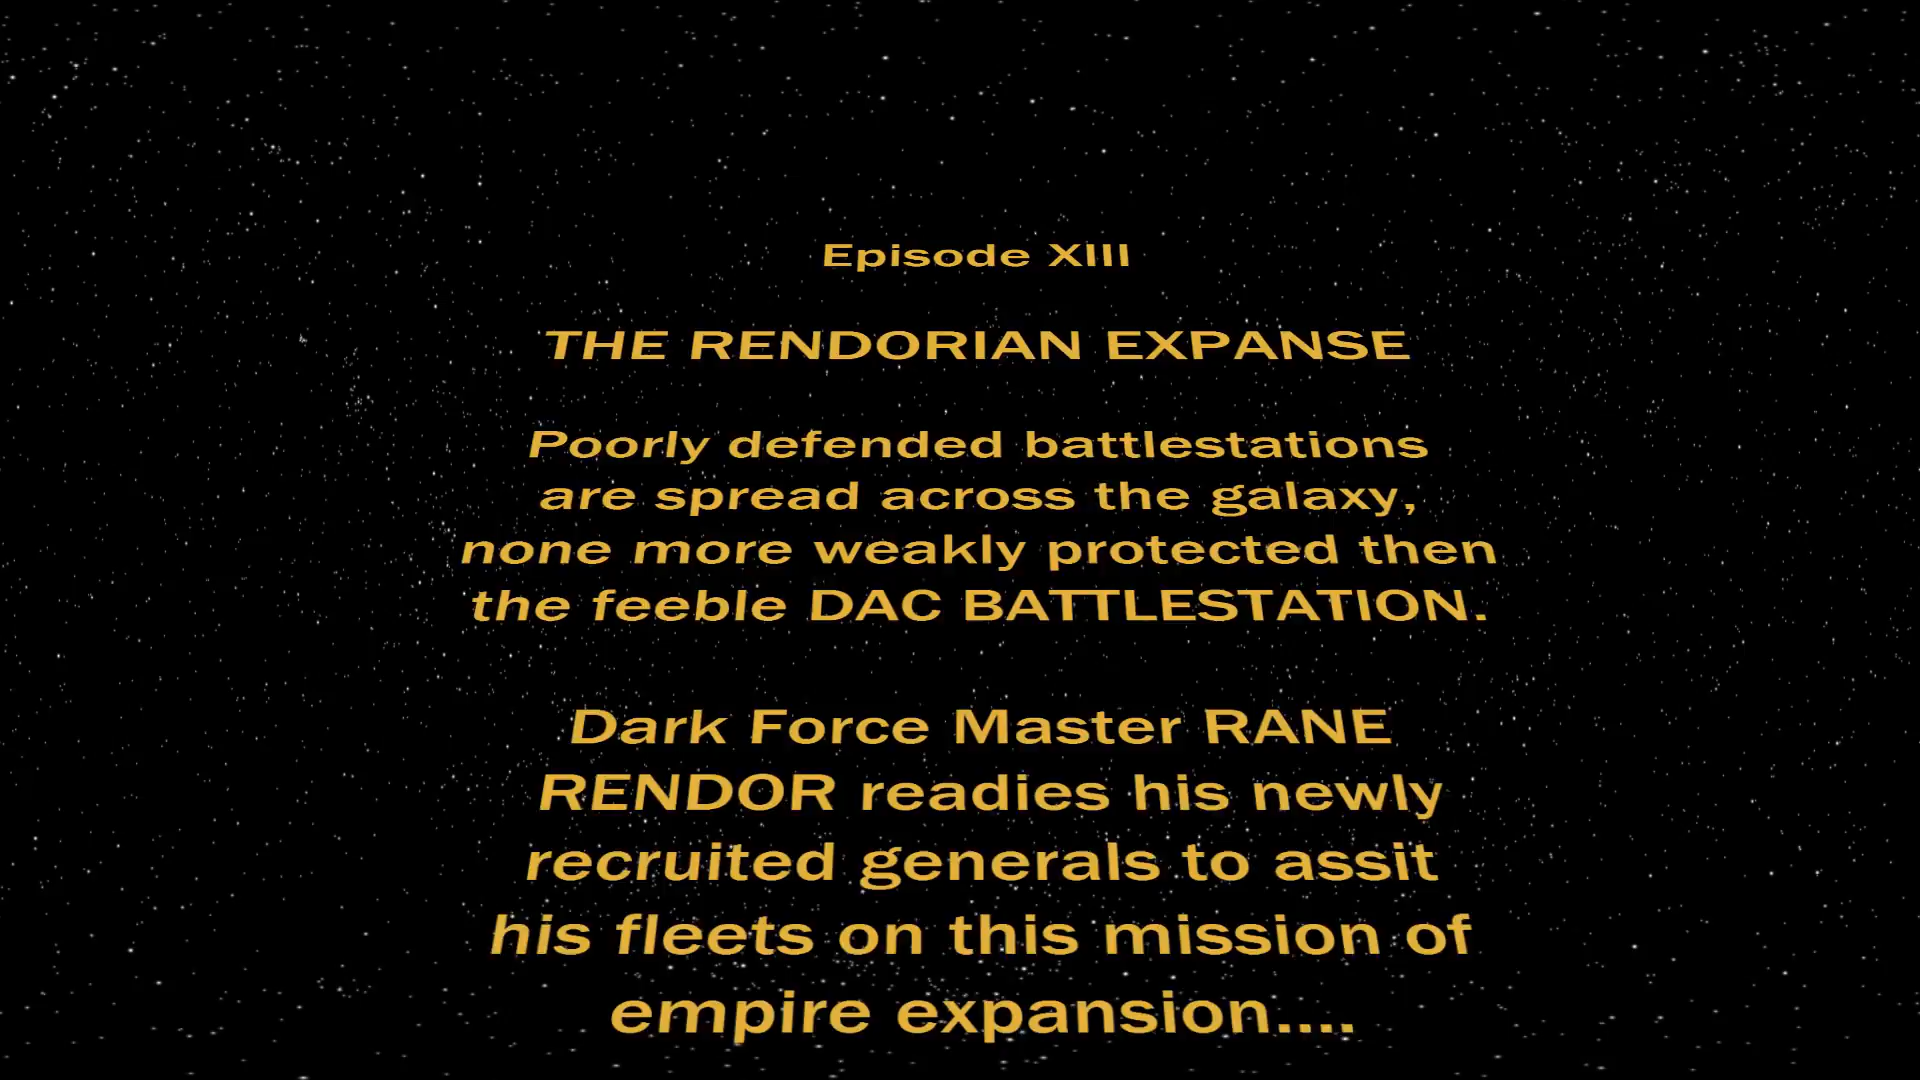 Episode XIII
THE RENDORIAN EXPANSE
Poorly defended battlestations
are spread across the galaxy,
none more weakly protected then
the feeble DAC BATTLESTATION.
Dark Force Master RANE
RENDOR readies his newly
recruited generals to assit
his fleets on this mission of
empire expansion....